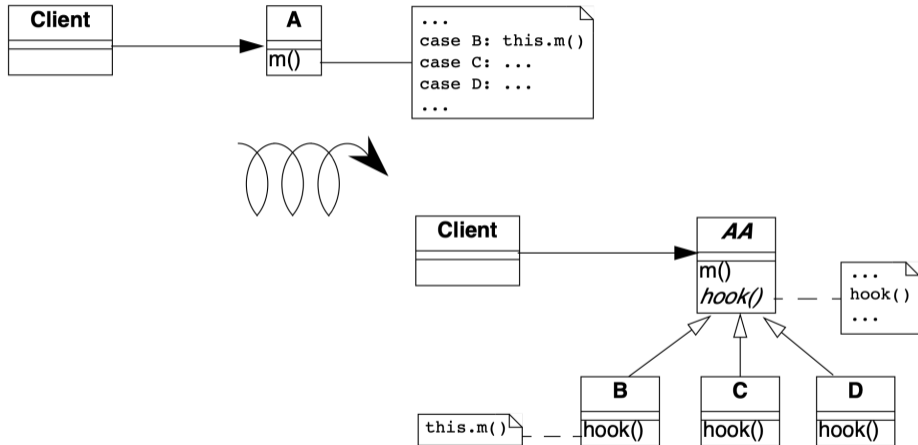 Client
A
m()
...
case B: this.m()
case C: ...
case D: ...
...
Client
AA
m()
hook()
...
hook()
...
B
hook()
C
hook()
D
hook()
this.m()